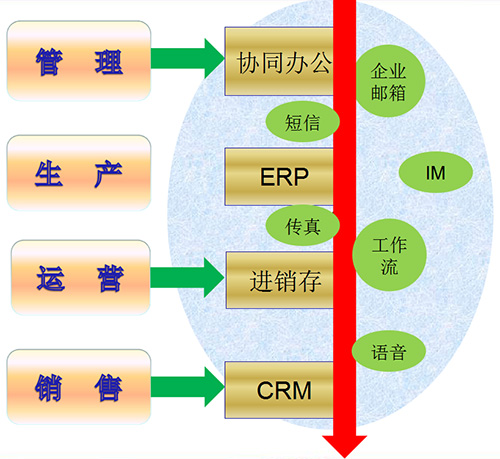 管 理
协同办公
企业
邮箱
短信
生 产
ERP
IM
传真
工作
流
运 营
进销存
语音
销 售
CRM